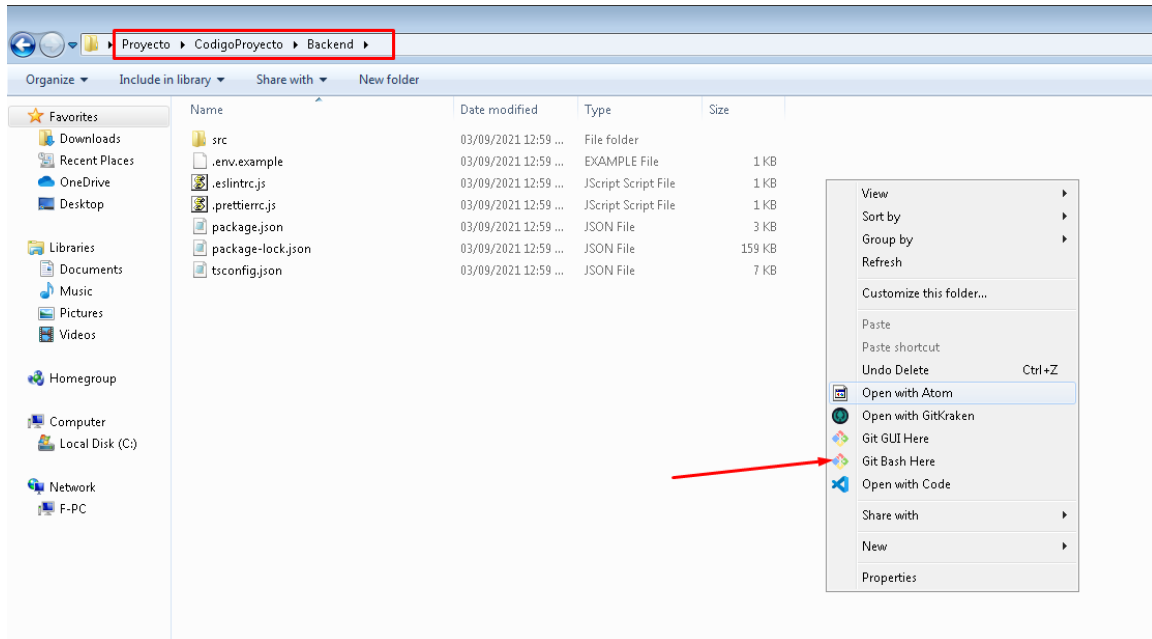 Proyecto CodigoProyecto Backend
Organize Include in library Share with New folder
Favorites
Downloads
Recent Places
OneDrive
Desktop
Libraries
Documents
Music
Pictures
Videos
Homegroup
Computer
Local Disk (C:)
Network
F-PC
Name Date modified Type Size
src 03/09/2021 12:59 ... File folder
.env.example 03/09/2021 12:59 ... EXAMPLE File 1 KB
.eslintrc.js 03/09/2021 12:59 ... JScript Script File 1 KB
.prettierrc.js 03/09/2021 12:59 ... JScript Script File 1 KB
package.json 03/09/2021 12:59 ... JSON File 3 KB
package-lock.json 03/09/2021 12:59 ... JSON File 159 KB
tsconfig.json 03/09/2021 12:59 ... JSON File 7 KB
View
Sort by
Group by
Refresh
Customize this folder...
Paste
Paste shortcut
Undo Delete Ctrl+Z
Open with Atom
Open with GitKraken
Git GUI Here
Git Bash Here
Open with Code
Share with
New
Properties